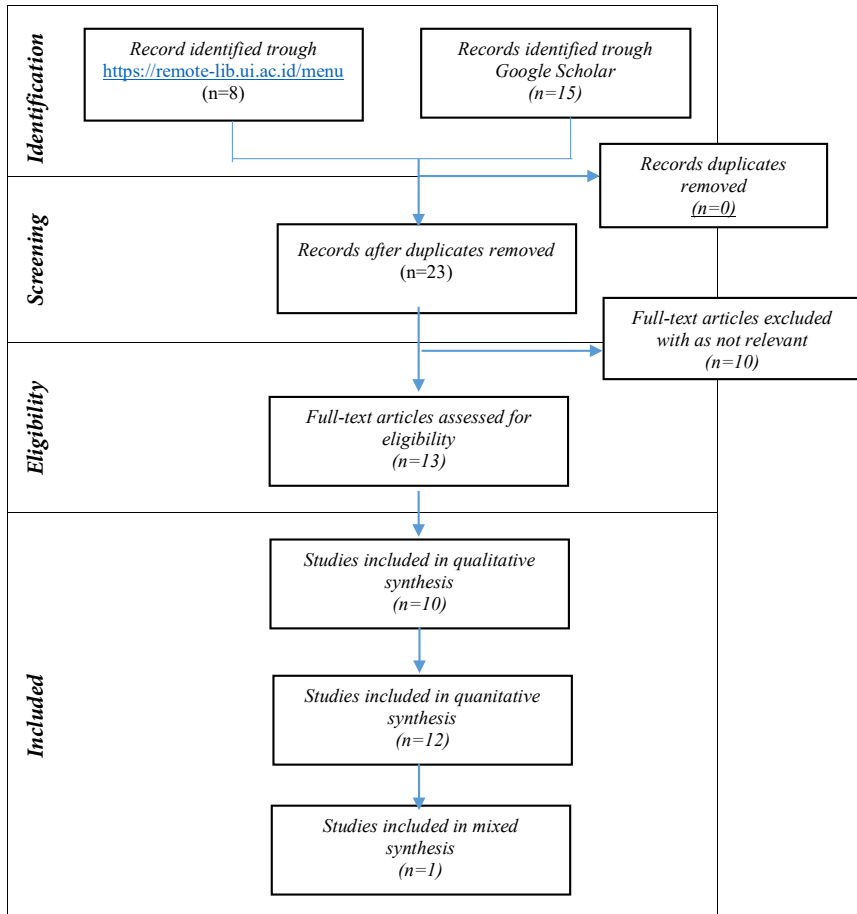 Identification
Record identified trough
https://remote-lib.ui.ac.id/menu
(n=8)
Records identified trough
Google Scholar
(n=15)
Records duplicates
removed
(n=0)
Screening
Records after duplicates removed
(n=23)
Full-text articles excluded
with as not relevant
(n=10)
Eligibility
Full-text articles assessed for
eligibility
(n=13)
Included
Studies included in qualitative
synthesis
(n=10)
Studies included in quanitative
synthesis
(n=12)
Studies included in mixed
synthesis
(n=1)